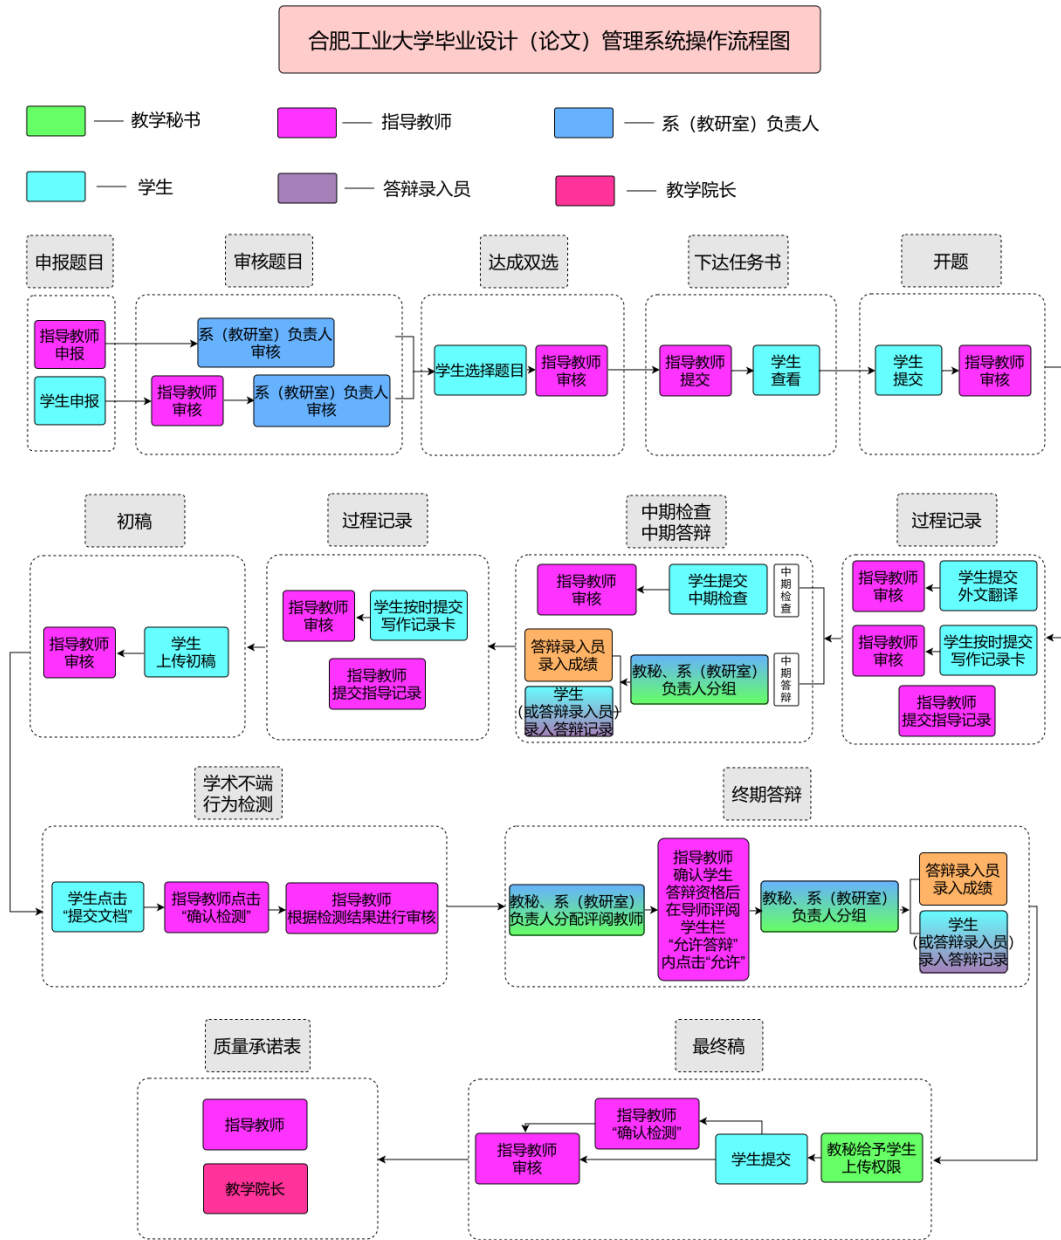 合肥工业大学毕业设计（论文）管理系统操作流程图
教学秘书
指导教师
系（教研室）负责人
学生
答辩录入员
教学院长
申报题目
审核题目
达成双选
下达任务书
开题
指导教师
申报
学生申报
系（教研室）负责人
审核
指导教师
审核
系（教研室）负责人
审核
学生选择题目
指导教师
审核
指导教师
提交
学生
查看
学生
提交
指导教师
审核
过程记录
学生提交
外文翻译
指导教师
审核
学生按时提交
写作记录卡
指导教师
审核
指导教师
提交指导记录
中期检查
中期答辩
中期检查
学生提交
中期检查
指导教师
审核
中期答辩
教秘、系（教研室）
负责人分组
答辩录入员
录入成绩
学生
（或答辩录入员）
录入答辩记录
过程记录
学生按时提交
写作记录卡
指导教师
审核
指导教师
提交指导记录
初稿
学生
上传初稿
指导教师
审核
学术不端
行为检测
学生点击
“提交文档”
指导教师点击
“确认检测”
指导教师
根据检测结果进行审核
终期答辩
教秘、系（教研室）
负责人分配评阅教师
指导教师
确认学生
答辩资格后
在导师评阅
学生栏
“允许答辩”
内点击“允许”
教秘、系（教研室）
负责人分组
答辩录入员
录入成绩
学生
（或答辩录入员）
录入答辩记录
最终稿
教秘给予学生
上传权限
学生提交
指导教师
“确认检测”
指导教师
审核
质量承诺表
指导教师
教学院长